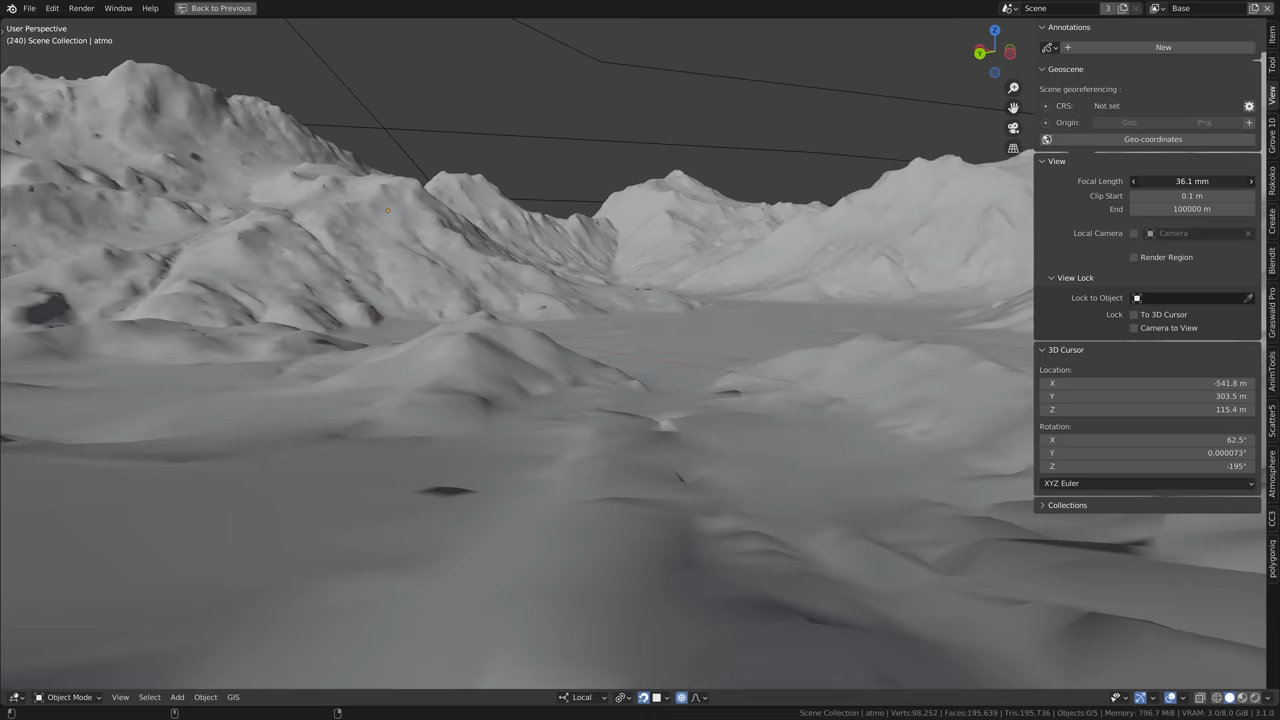 File Edit Render Window Help Back to Previous Scene 3 Base
User Perspective
(240) Scene Collection | atmo
Z
Y
Annotations
New
Geoscene
Scene georeferencing :
CRS: Not set
Origin: Geo Proj
Geo-coordinates
View
Focal Length 36.1 mm
Clip Start 0.1 m
End 100000 m
Local Camera Camera
Render Region
View Lock
Lock to Object
Lock To 3D Cursor
Camera to View
3D Cursor
Location:
X -541.8 m
Y 303.5 m
Z 115.4 m
Rotation:
X 62.5°
Y 0.000073°
Z -195°
XYZ Euler
Collections
Item
Tool
View
Grove 10
Rokoko
Create
Blendit
Graswald Pro
AnimTools
Scatter5
Atmosphere
CC3
polygoniq
Object Mode View Select Add Object GIS Local
Scene Collection | atmo | Verts:98,252 | Faces:195,639 | Tris:195,736 | Objects:0/5 | Memory: 796.7 MiB | VRAM: 3.0/8.0 GiB | 3.1.0